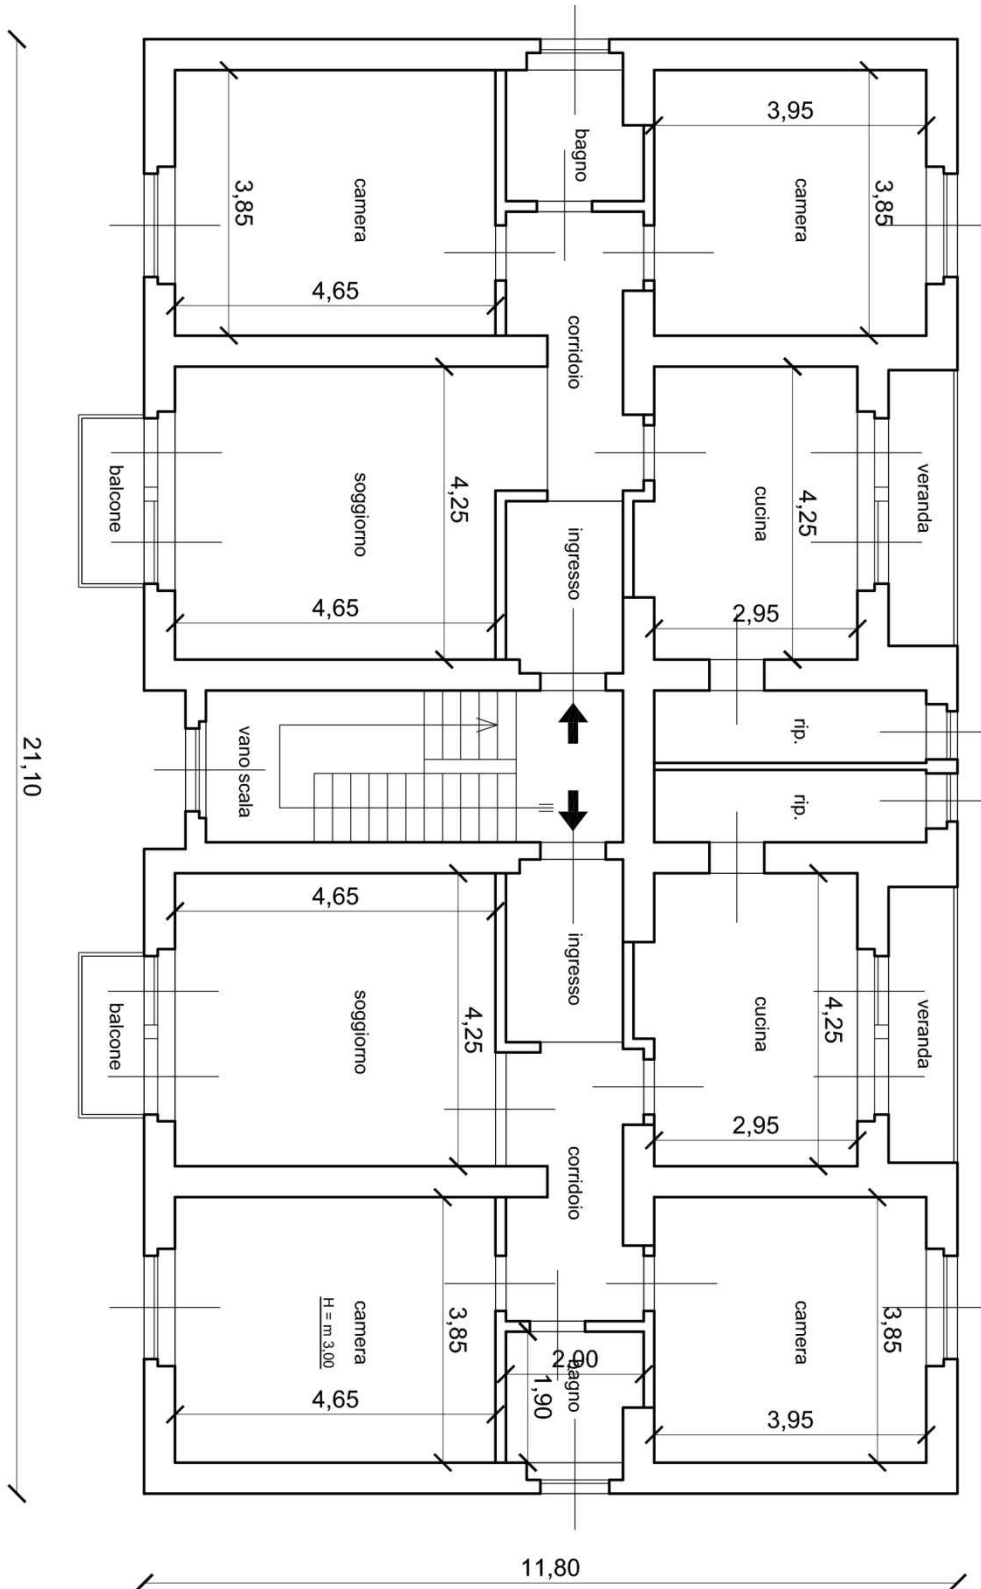 bagno
3,95
camera
3,85
camera
3,85
4,65
corridoio
balcone
soggiorno
4,25
ingresso
cucina
4,25
veranda
4,65
2,95
vano scala
rip.
21,10
rip.
4,65
ingresso
balcone
soggiorno
4,25
cucina
4,25
veranda
2,95
corridoio
camera
H = m 3.00
3,85
camera
3,85
2,00
bagno
1,90
4,65
3,95
11,80